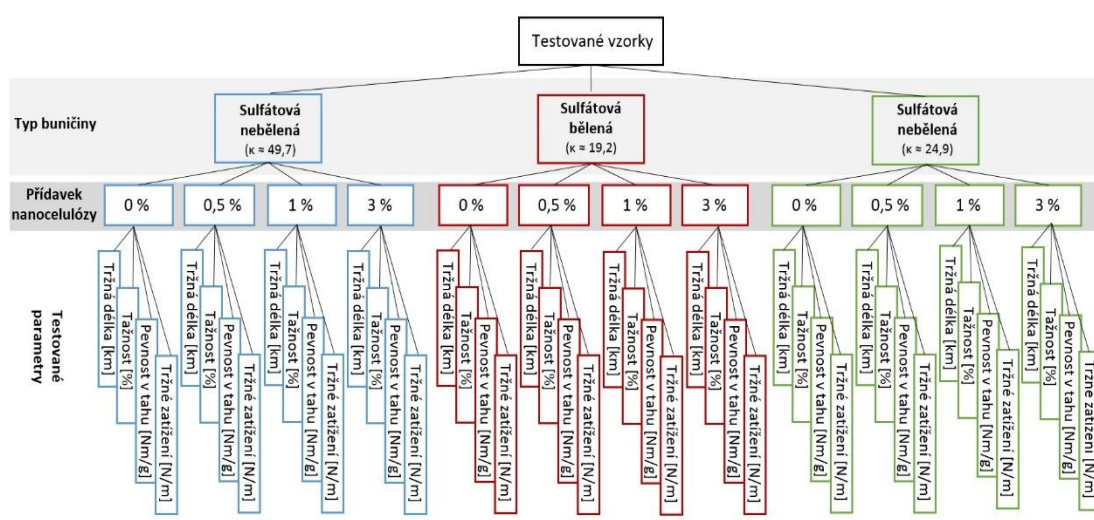 Testované vzorky
Typ buničiny
Sulfátová
nebělená
(κ ≈ 49,7)
Sulfátová
bělená
(κ ≈ 19,2)
Sulfátová
nebělená
(κ ≈ 24,9)
Přídavek
nanocelulózy
0 %
0,5 %
1 %
3 %
0 %
0,5 %
1 %
3 %
0 %
0,5 %
1 %
3 %
Testované
parametry
Tržná délka [km]
Tažnost [%]
Pevnost v tahu [Nm/g]
Tržné zatížení [N/m]
Tržná délka [km]
Tažnost [%]
Pevnost v tahu [Nm/g]
Tržné zatížení [N/m]
Tržná délka [km]
Tažnost [%]
Pevnost v tahu [Nm/g]
Tržné zatížení [N/m]
Tržná délka [km]
Tažnost [%]
Pevnost v tahu [Nm/g]
Tržné zatížení [N/m]
Tržná délka [km]
Tažnost [%]
Pevnost v tahu [Nm/g]
Tržné zatížení [N/m]
Tržná délka [km]
Tažnost [%]
Pevnost v tahu [Nm/g]
Tržné zatížení [N/m]
Tržná délka [km]
Tažnost [%]
Pevnost v tahu [Nm/g]
Tržné zatížení [N/m]
Tržná délka [km]
Tažnost [%]
Pevnost v tahu [Nm/g]
Tržné zatížení [N/m]
Tržná délka [km]
Tažnost [%]
Pevnost v tahu [Nm/g]
Tržné zatížení [N/m]
Tržná délka [km]
Tažnost [%]
Pevnost v tahu [Nm/g]
Tržné zatížení [N/m]
Tržná délka [km]
Tažnost [%]
Pevnost v tahu [Nm/g]
Tržné zatížení [N/m]
Tržná délka [km]
Tažnost [%]
Pevnost v tahu [Nm/g]
Tržné zatížení [N/m]